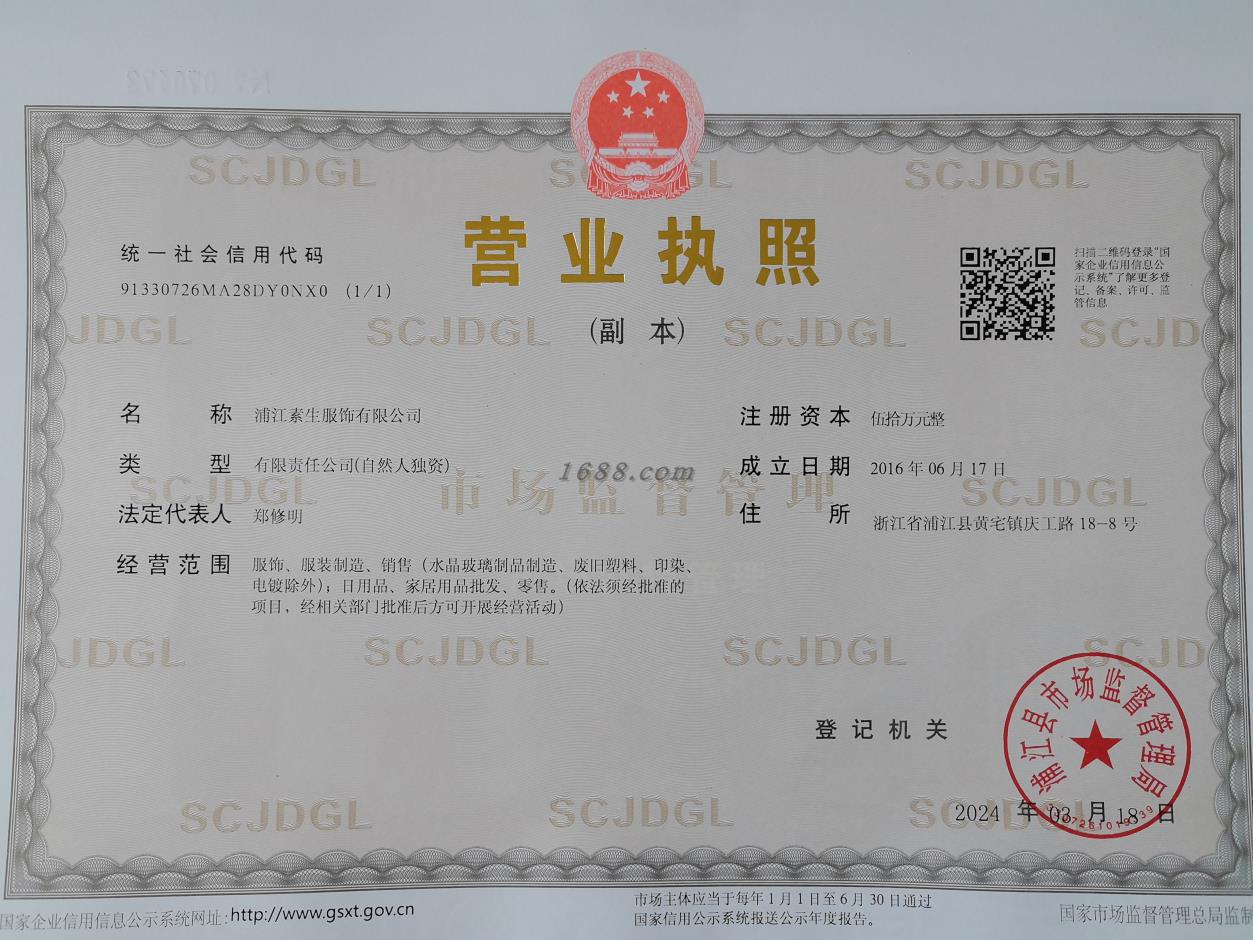 营业执照
(副 本)
统一社会信用代码
91330726MA28DY0NX0 (1/1)
扫描二维码登录“国
家企业信用信息公
示系统”了解更多登
记、备案、许可、监
管信息
名 称 浦江素生服饰有限公司
类 型 有限责任公司(自然人独资)
法定代表人 郑修明
经营范围 服饰、服装制造、销售（水晶玻璃制品制造、废旧塑料、印染、
电镀除外）；日用品、家居用品批发、零售。（依法须经批准的
项目，经相关部门批准后方可开展经营活动）
注册资本 伍拾万元整
成立日期 2016年06月17日
住 所 浙江省浦江县黄宅镇庆工路18-8号
1688.com
市场监督管理
SCJDGL
登记机关
浦江县市场监督管理局
2024 年 03 月 18 日
国家企业信用信息公示系统网址:http://www.gsxt.gov.cn
市场主体应当于每年1月1日至6月30日通过
国家信用公示系统报送公示年度报告。
国家市场监督管理总局监制